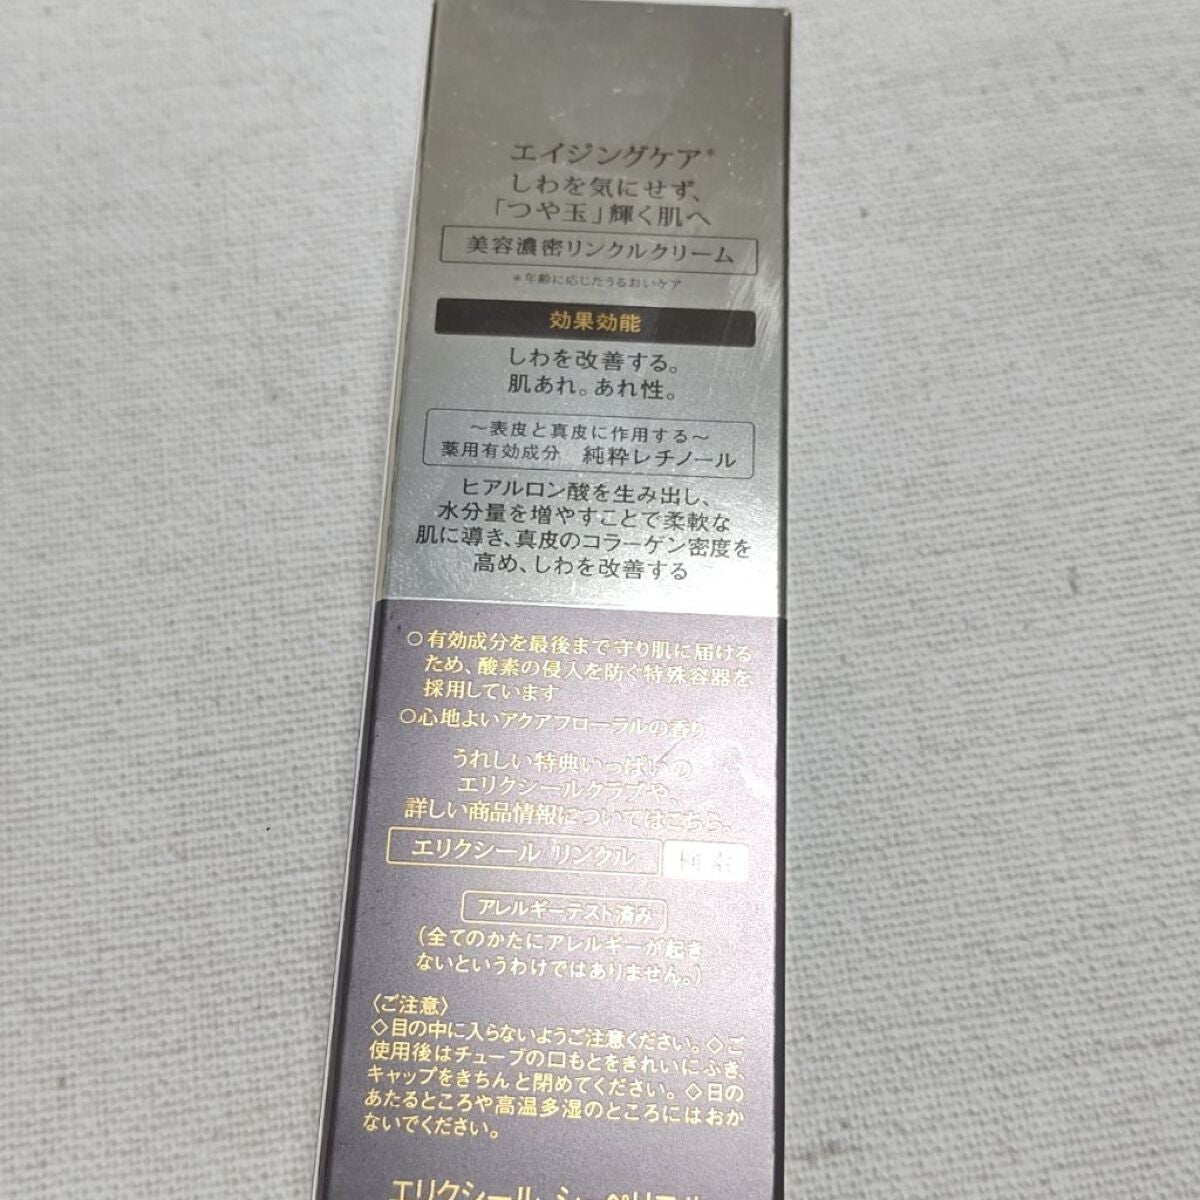 エイジングケア*
しわを気にせず、
「つや玉」輝く肌へ
美容濃密リンクルクリーム
*年齢に応じたうるおいケア
効果効能
しわを改善する。
肌あれ。あれ性。
~表皮と真皮に作用する~
薬用有効成分 純粋レチノール
ヒアルロン酸を生み出し、
水分量を増やすことで柔軟な
肌に導き、真皮のコラーゲン密度を
高め、しわを改善する
○有効成分を最後まで守り肌に届ける
ため、酸素の侵入を防ぐ特殊容器を
採用しています
○心地よいアクアフローラルの香り
うれしい特典いっぱいの
エリクシールクラブや、
詳しい商品情報についてはこちら。
エリクシール リンクル 検索
アレルギーテスト済み
(全てのかたにアレルギーが起き
ないというわけではありません。)
〈ご注意〉
◇目の中に入らないようご注意ください。◇ご
使用後はチューブの口もとをきれいにふき、
キャップをきちんと閉めてください。◇日の
あたるところや高温多湿のところにはおか
ないでください。
エリクシール シュペリエル